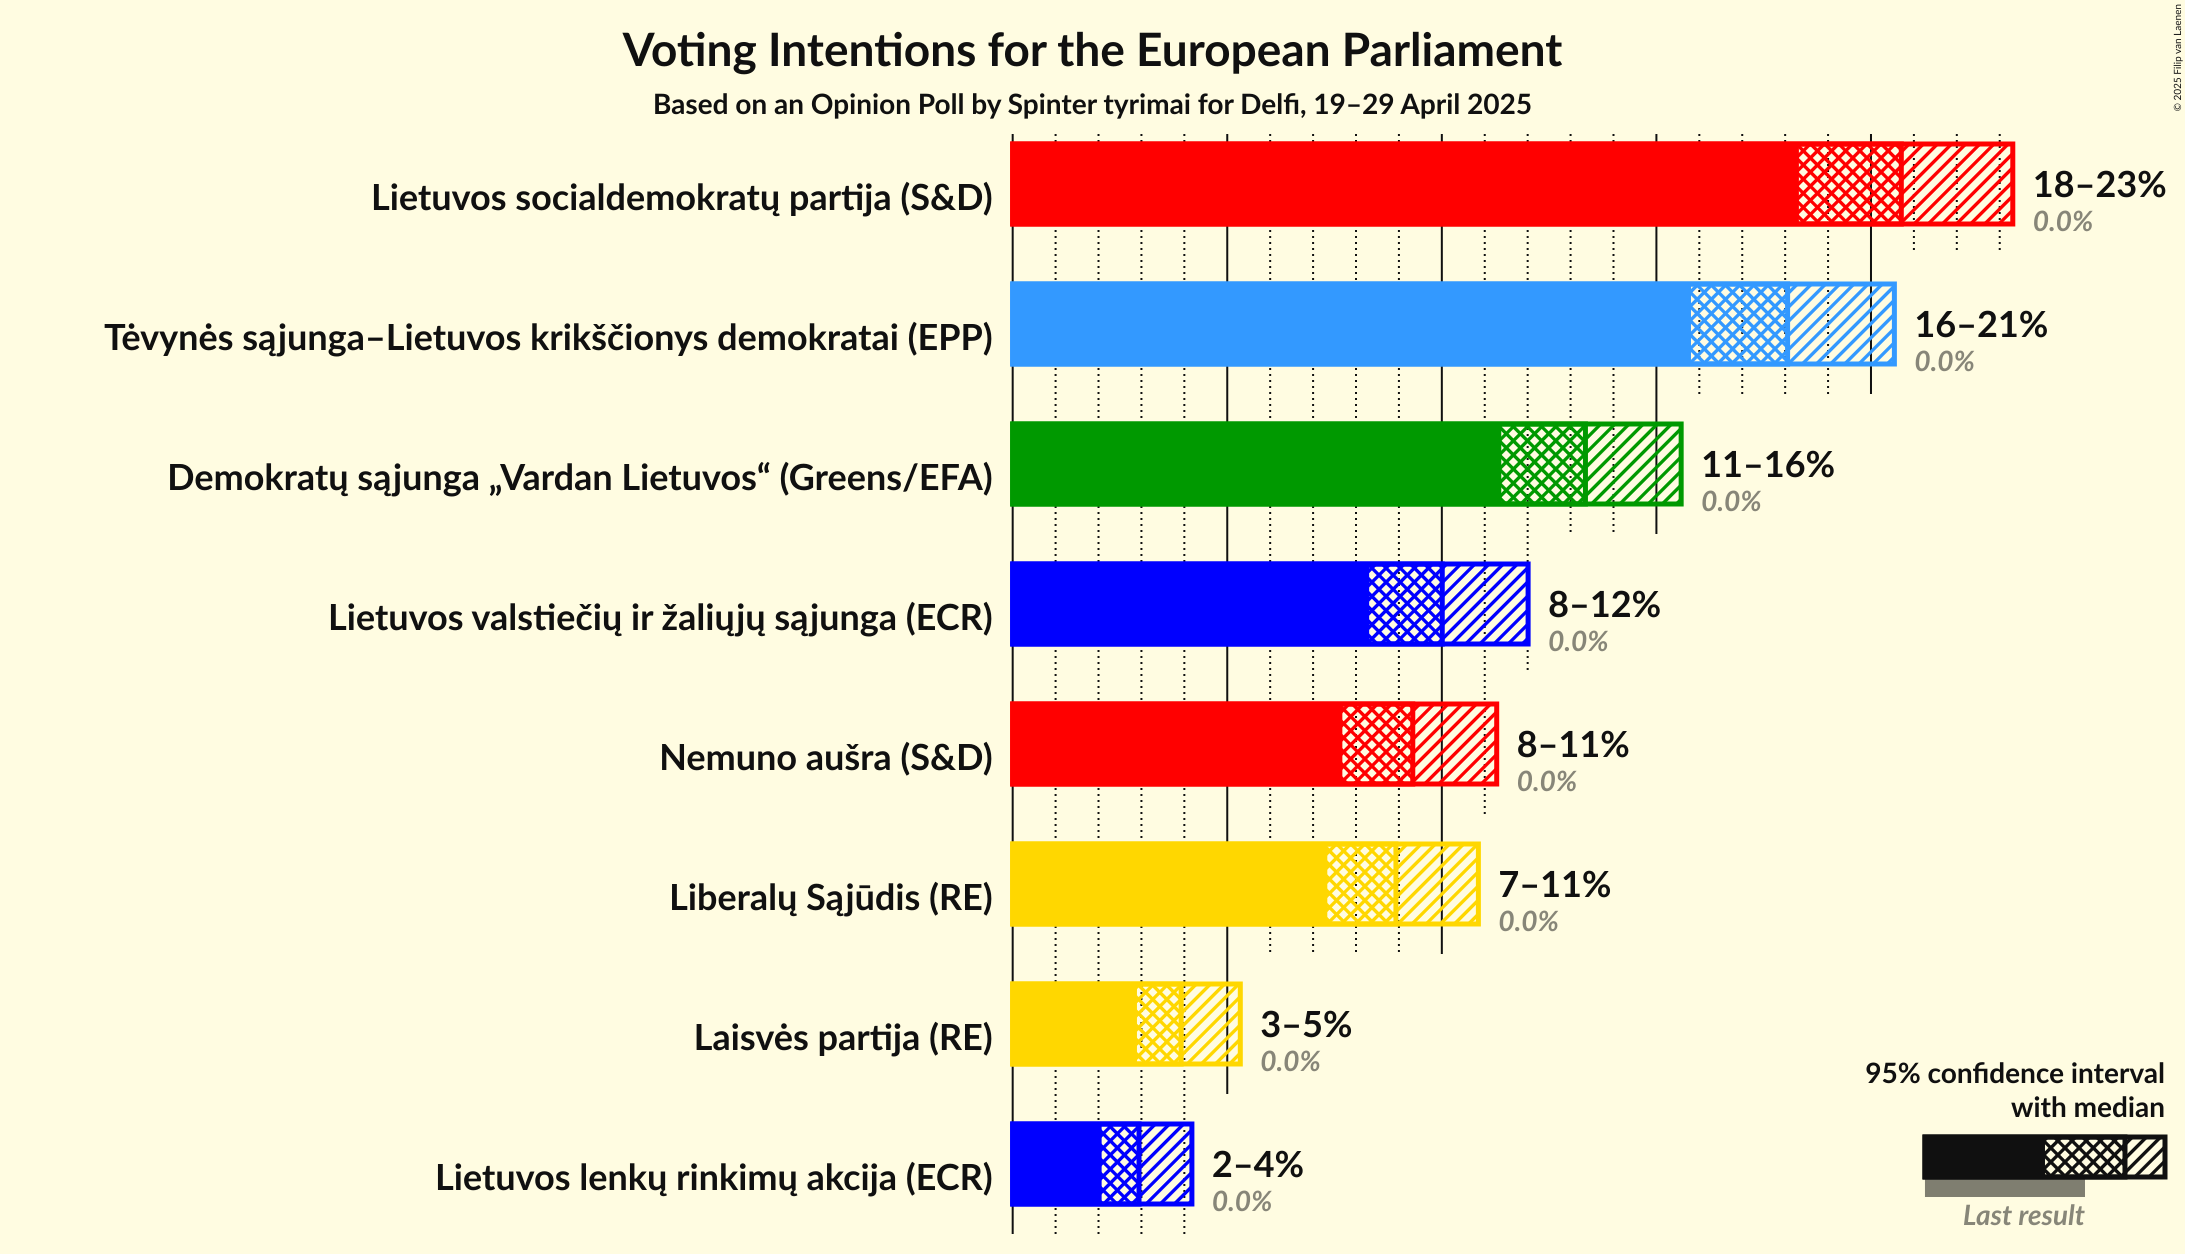 Voting Intentions for the European Parliament
Based on an Opinion Poll by Spinter tyrimai for Delfi, 19–29 April 2025
© 2025 Filip van Laenen
Lietuvos socialdemokratų partija (S&D)
18–23%
0.0%
Tėvynės sąjunga–Lietuvos krikščionys demokratai (EPP)
16–21%
0.0%
Demokratų sąjunga „Vardan Lietuvos“ (Greens/EFA)
11–16%
0.0%
Lietuvos valstiečių ir žaliųjų sąjunga (ECR)
8–12%
0.0%
Nemuno aušra (S&D)
8–11%
0.0%
Liberalų Sąjūdis (RE)
7–11%
0.0%
Laisvės partija (RE)
3–5%
0.0%
Lietuvos lenkų rinkimų akcija (ECR)
2–4%
0.0%
95% confidence interval
with median
Last result